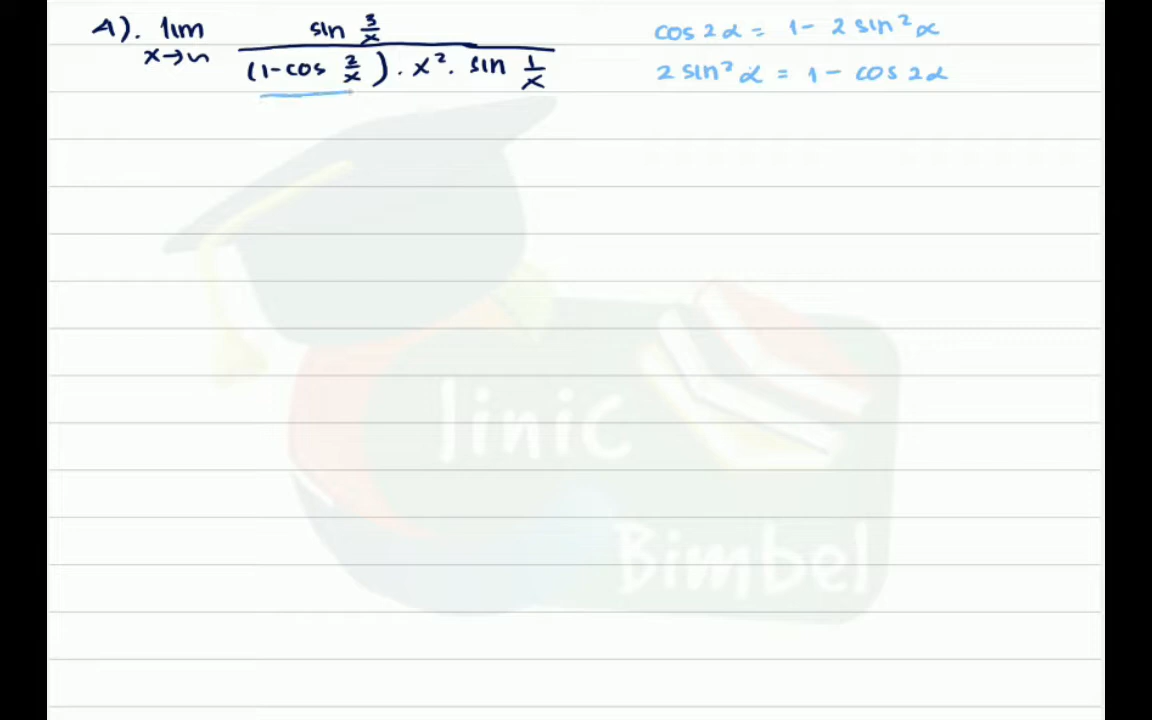 A). lim sin 3/x cos 2α = 1 - 2 sin²α
x→∞ (1-cos 2/x) . x² . sin 1/x 2 sin²α = 1 - cos 2α
linic
Bimbel